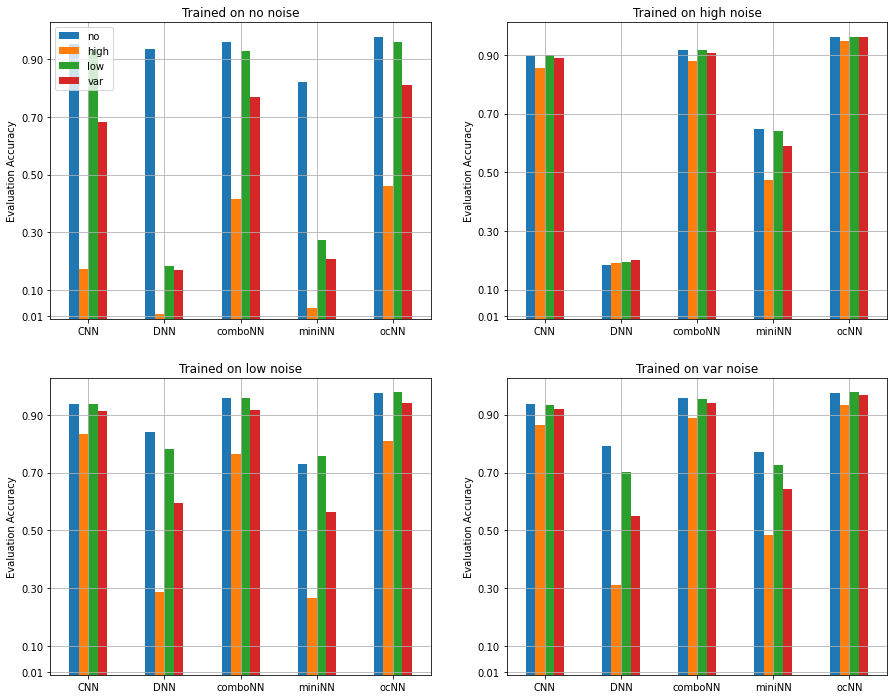 Trained on no noise
Evaluation Accuracy
0.90
0.70
0.50
0.30
0.10
0.01
no
high
low
var
CNN DNN comboNN miniNN ocNN
Trained on high noise
Evaluation Accuracy
0.90
0.70
0.50
0.30
0.10
0.01
CNN DNN comboNN miniNN ocNN
Trained on low noise
Evaluation Accuracy
0.90
0.70
0.50
0.30
0.10
0.01
CNN DNN comboNN miniNN ocNN
Trained on var noise
Evaluation Accuracy
0.90
0.70
0.50
0.30
0.10
0.01
CNN DNN comboNN miniNN ocNN